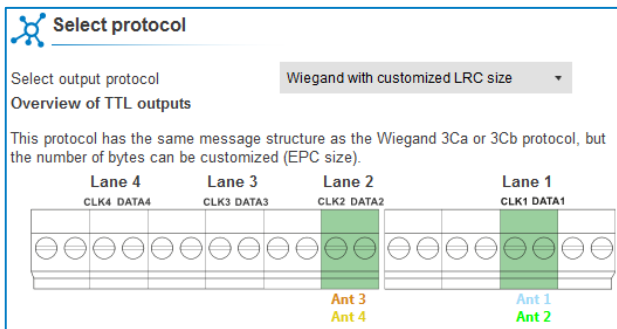 Select protocol
Select output protocol Wiegand with customized LRC size
Overview of TTL outputs
This protocol has the same message structure as the Wiegand 3Ca or 3Cb protocol, but
the number of bytes can be customized (EPC size).
Lane 4 Lane 3 Lane 2 Lane 1
CLK4 DATA4 CLK3 DATA3 CLK2 DATA2 CLK1 DATA1
Ant 3 Ant 1
Ant 4 Ant 2